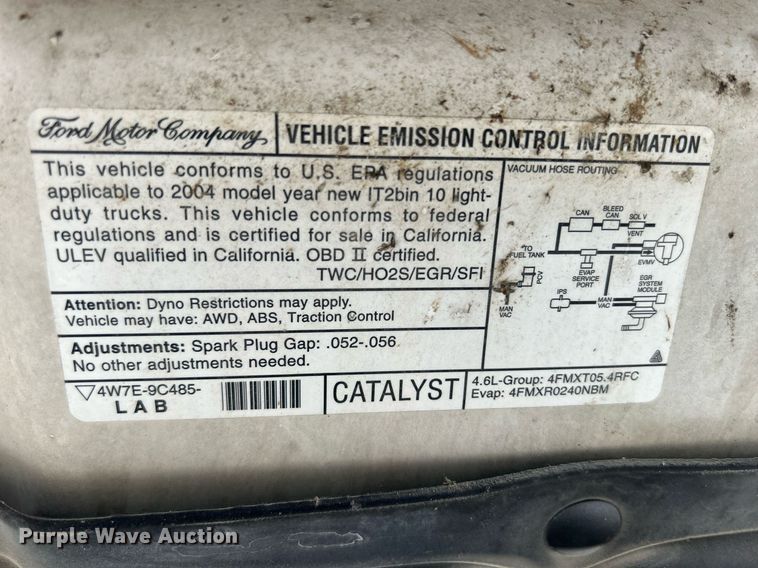 Ford Motor Company
VEHICLE EMISSION CONTROL INFORMATION
This vehicle conforms to U.S. EPA regulations
applicable to 2004 model year new IT2bin 10 light-
duty trucks. This vehicle conforms to federal
regulations and is certified for sale in California.
ULEV qualified in California. OBD II certified.
TWC/HO2S/EGR/SFI
Attention: Dyno Restrictions may apply.
Vehicle may have: AWD, ABS, Traction Control
Adjustments: Spark Plug Gap: .052-.056
No other adjustments needed.
4W7E-9C485-
LAB
CATALYST
VACUUM HOSE ROUTING
CAN
BLEED
CAN
SOL V
VENT
TO
FUEL TANK
EVAP
SERVICE
PORT
EVMV
PCV
MAN
VAC
IPS
MAN
VAC
EGR
SYSTEM
MODULE
4.6L-Group: 4FMXT05.4RFC
Evap: 4FMXR0240NBM
Purple Wave Auction